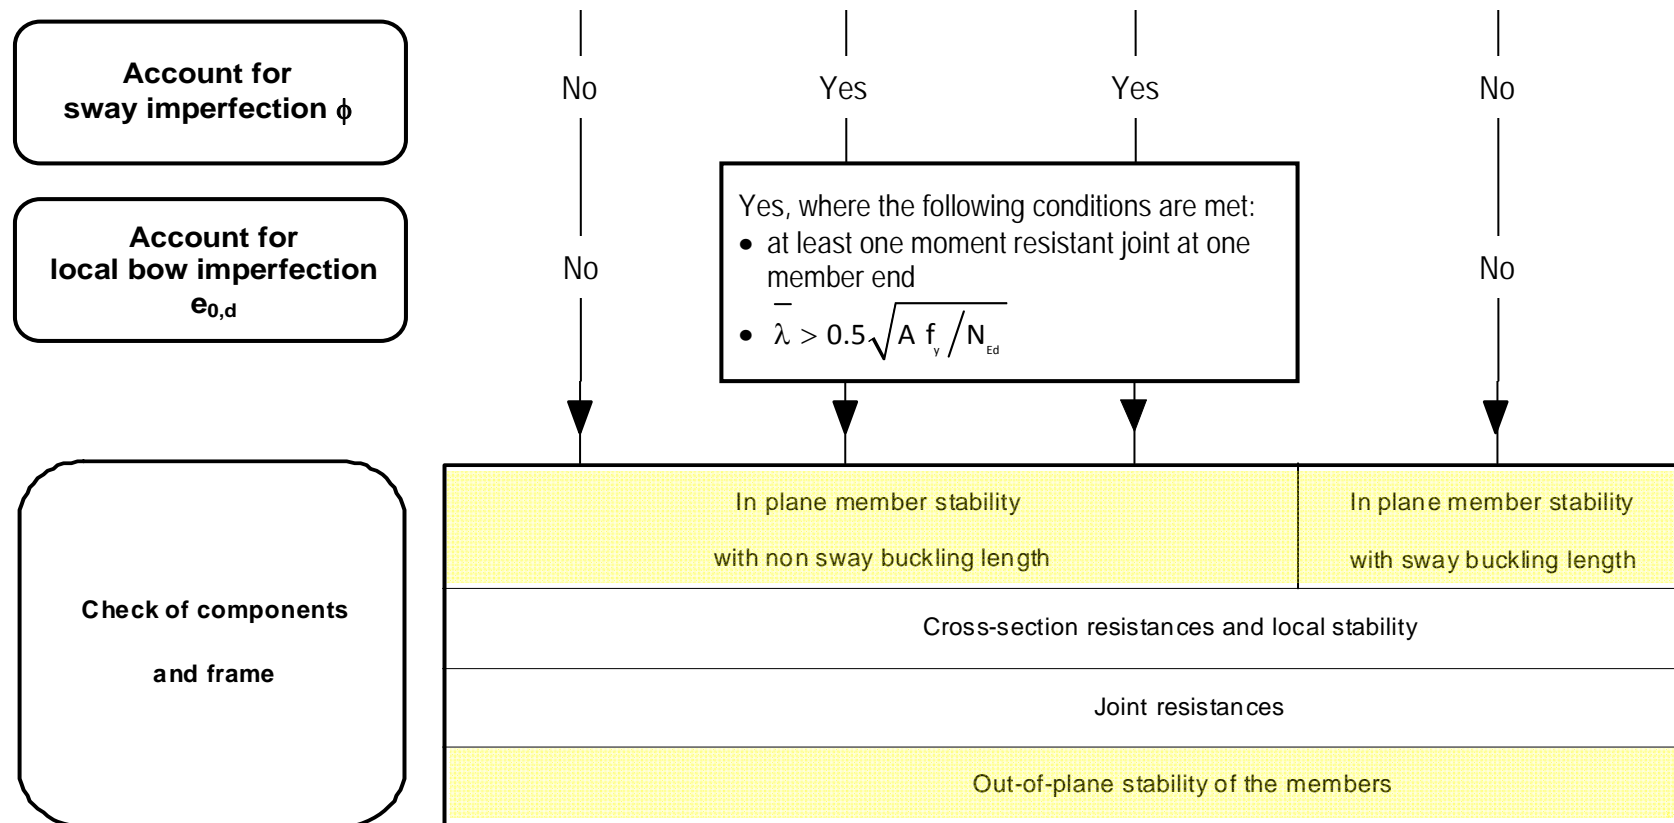 Account for
sway imperfection ϕ
No
Yes
Yes
No
Account for
local bow imperfection
e0,d
No
Yes, where the following conditions are met:
• at least one moment resistant joint at one
member end
• λ̅ > 0.5√(A fy / NEd)
No
Check of components
and frame
In plane member stability
with non sway buckling length
In plane member stability
with sway buckling length
Cross-section resistances and local stability
Joint resistances
Out-of-plane stability of the members